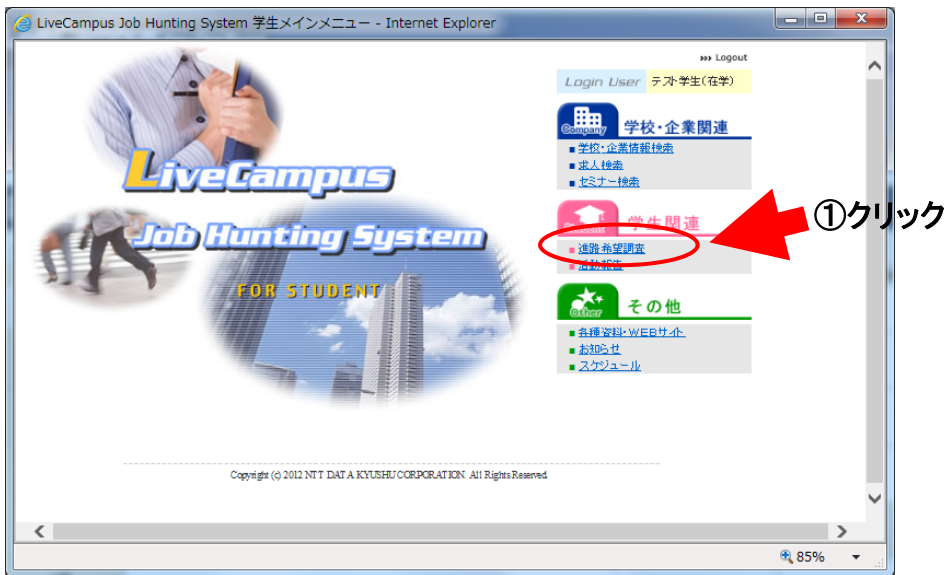 LiveCampus Job Hunting System 学生メインメニュー - Internet Explorer
Logout
Login User テスト学生(在学)
LiveCampus
Job Hunting System
FOR STUDENT
Company 学校・企業関連
学校・企業情報検索
求人検索
セミナー検索
学生関連
①クリック
進路希望調査
活動報告
Other その他
各種資料・WEBサイト
お知らせ
スケジュール
Copyright (c) 2012 NTT DATA KYUSHU CORPORATION All Rights Reserved.
85%